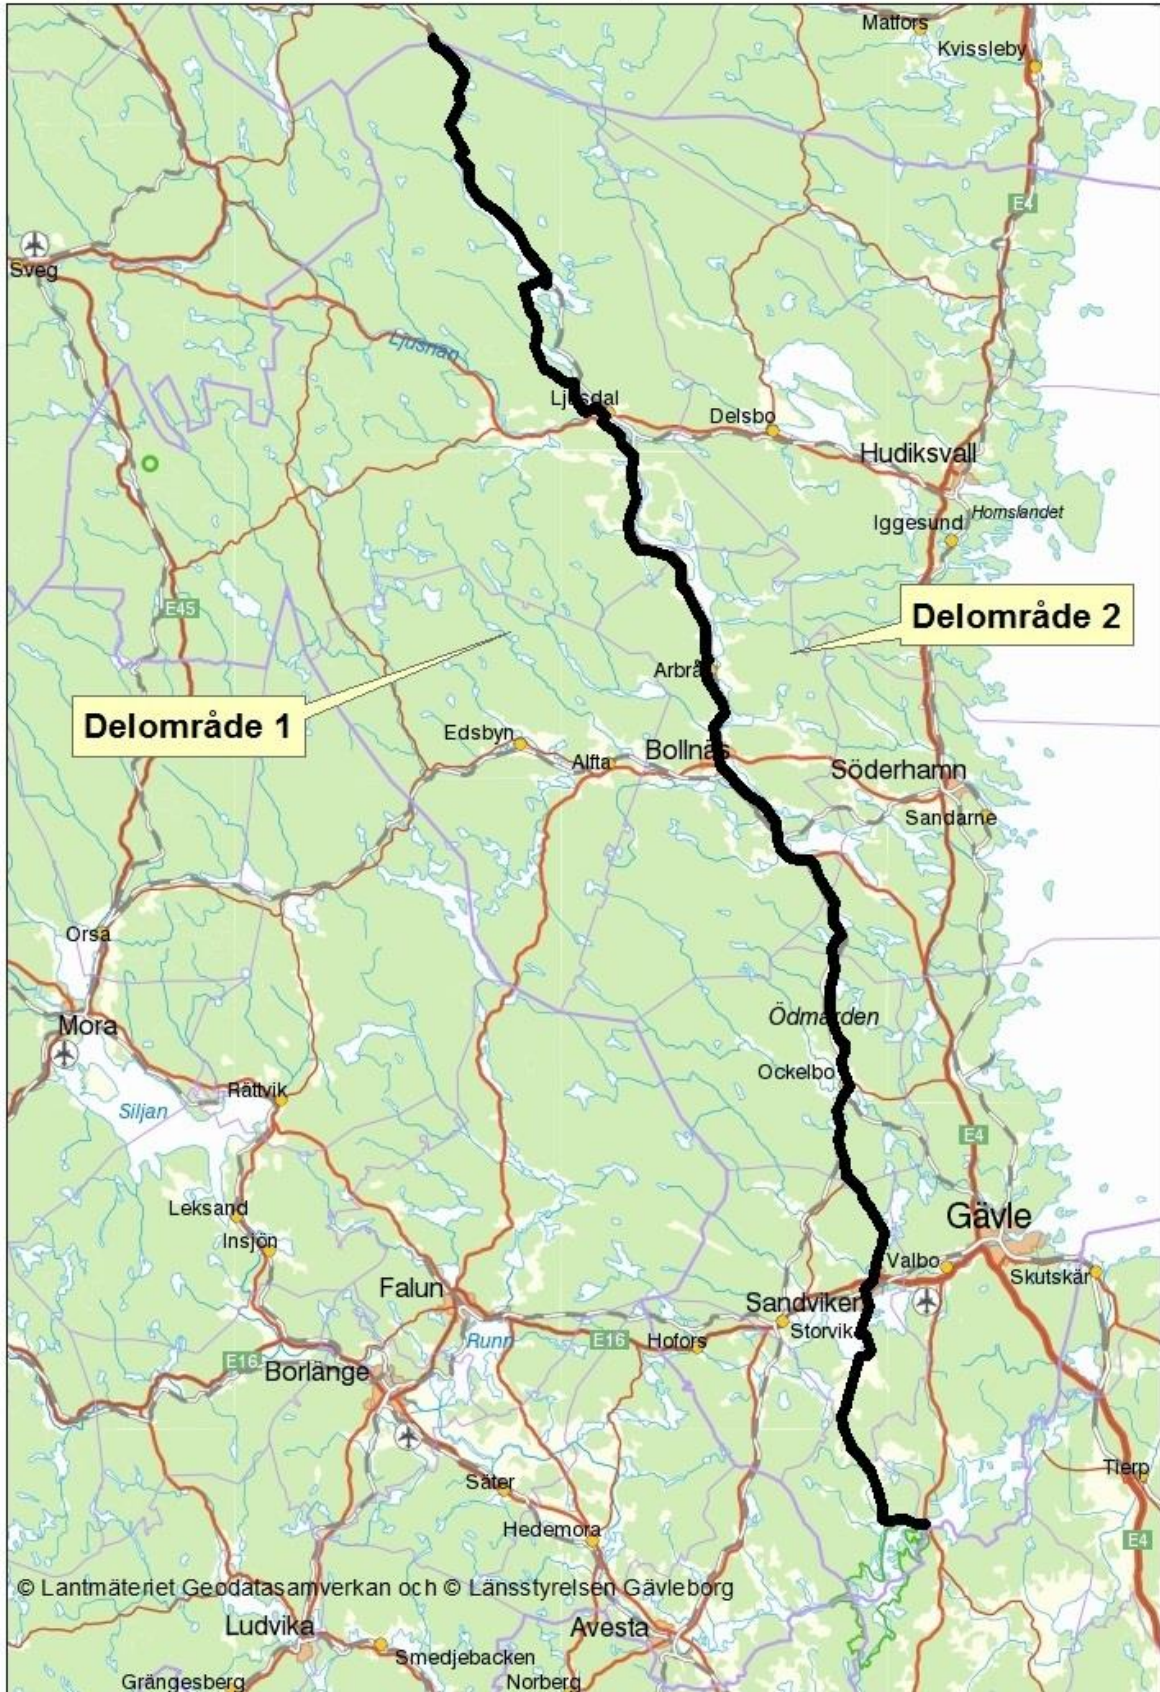 Matfors
Kvissleby
E4
Sveg
Ljusnan
Ljusdal
Delsbo
Hudiksvall
Hornslandet
Iggesund
E45
Delområde 2
Arbrå
Delområde 1
Edsbyn
Alfta
Bollnäs
Söderhamn
Sandarne
Orsa
Mora
Ödmården
Ockelbo
Siljan
Rättvik
E4
Leksand
Insjön
Gävle
Valbo
Skutskär
Falun
Sandviken
Storvik
Runn
E16
Hofors
E16
Borlänge
Säter
Tierp
Hedemora
E4
© Lantmäteriet Geodatasamverkan och © Länsstyrelsen Gävleborg
Ludvika
Avesta
Smedjebacken
Grängesberg
Norberg